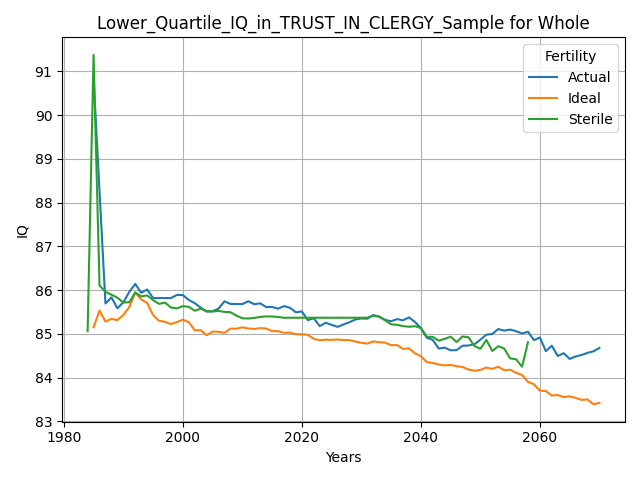 Lower_Quartile_IQ_in_TRUST_IN_CLERGY_Sample for Whole
Fertility
Actual
Ideal
Sterile
IQ
91
90
89
88
87
86
85
84
83
1980
2000
2020
2040
2060
Years